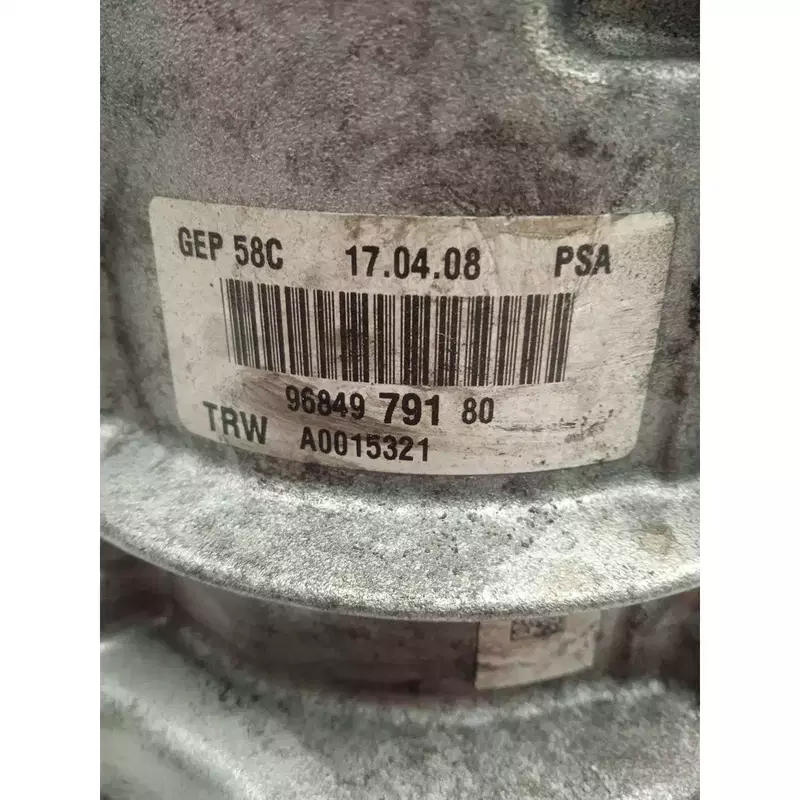 GEP 58C 17.04.08 PSA
96849 791 80
TRW A0015321